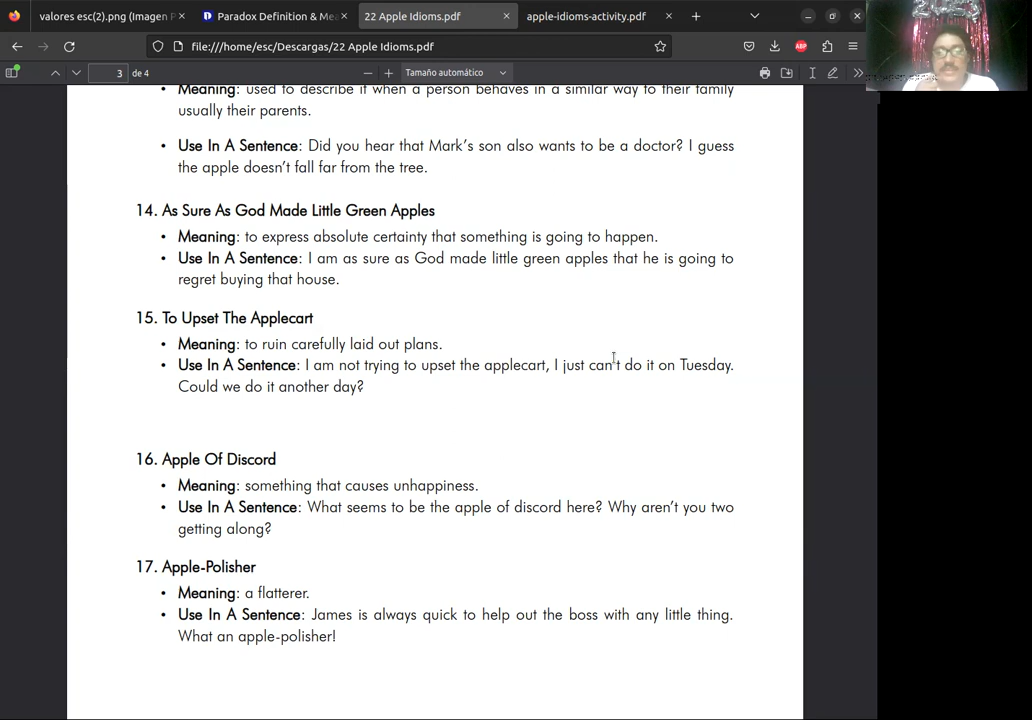 valores esc(2).png (Imagen P
Paradox Definition & Me
22 Apple Idioms.pdf
apple-idioms-activity.pdf
file:///home/esc/Descargas/22 Apple Idioms.pdf
3 de 4
Tamaño automático
• Meaning: used to describe if when a person behaves in a similar way to their family
usually their parents.
• Use In A Sentence: Did you hear that Mark's son also wants to be a doctor? I guess
the apple doesn't fall far from the tree.
14. As Sure As God Made Little Green Apples
• Meaning: to express absolute certainty that something is going to happen.
• Use In A Sentence: I am as sure as God made little green apples that he is going to
regret buying that house.
15. To Upset The Applecart
• Meaning: to ruin carefully laid out plans.
• Use In A Sentence: I am not trying to upset the applecart, I just can't do it on Tuesday.
Could we do it another day?
16. Apple Of Discord
• Meaning: something that causes unhappiness.
• Use In A Sentence: What seems to be the apple of discord here? Why aren't you two
getting along?
17. Apple-Polisher
• Meaning: a flatterer.
• Use In A Sentence: James is always quick to help out the boss with any little thing.
What an apple-polisher!